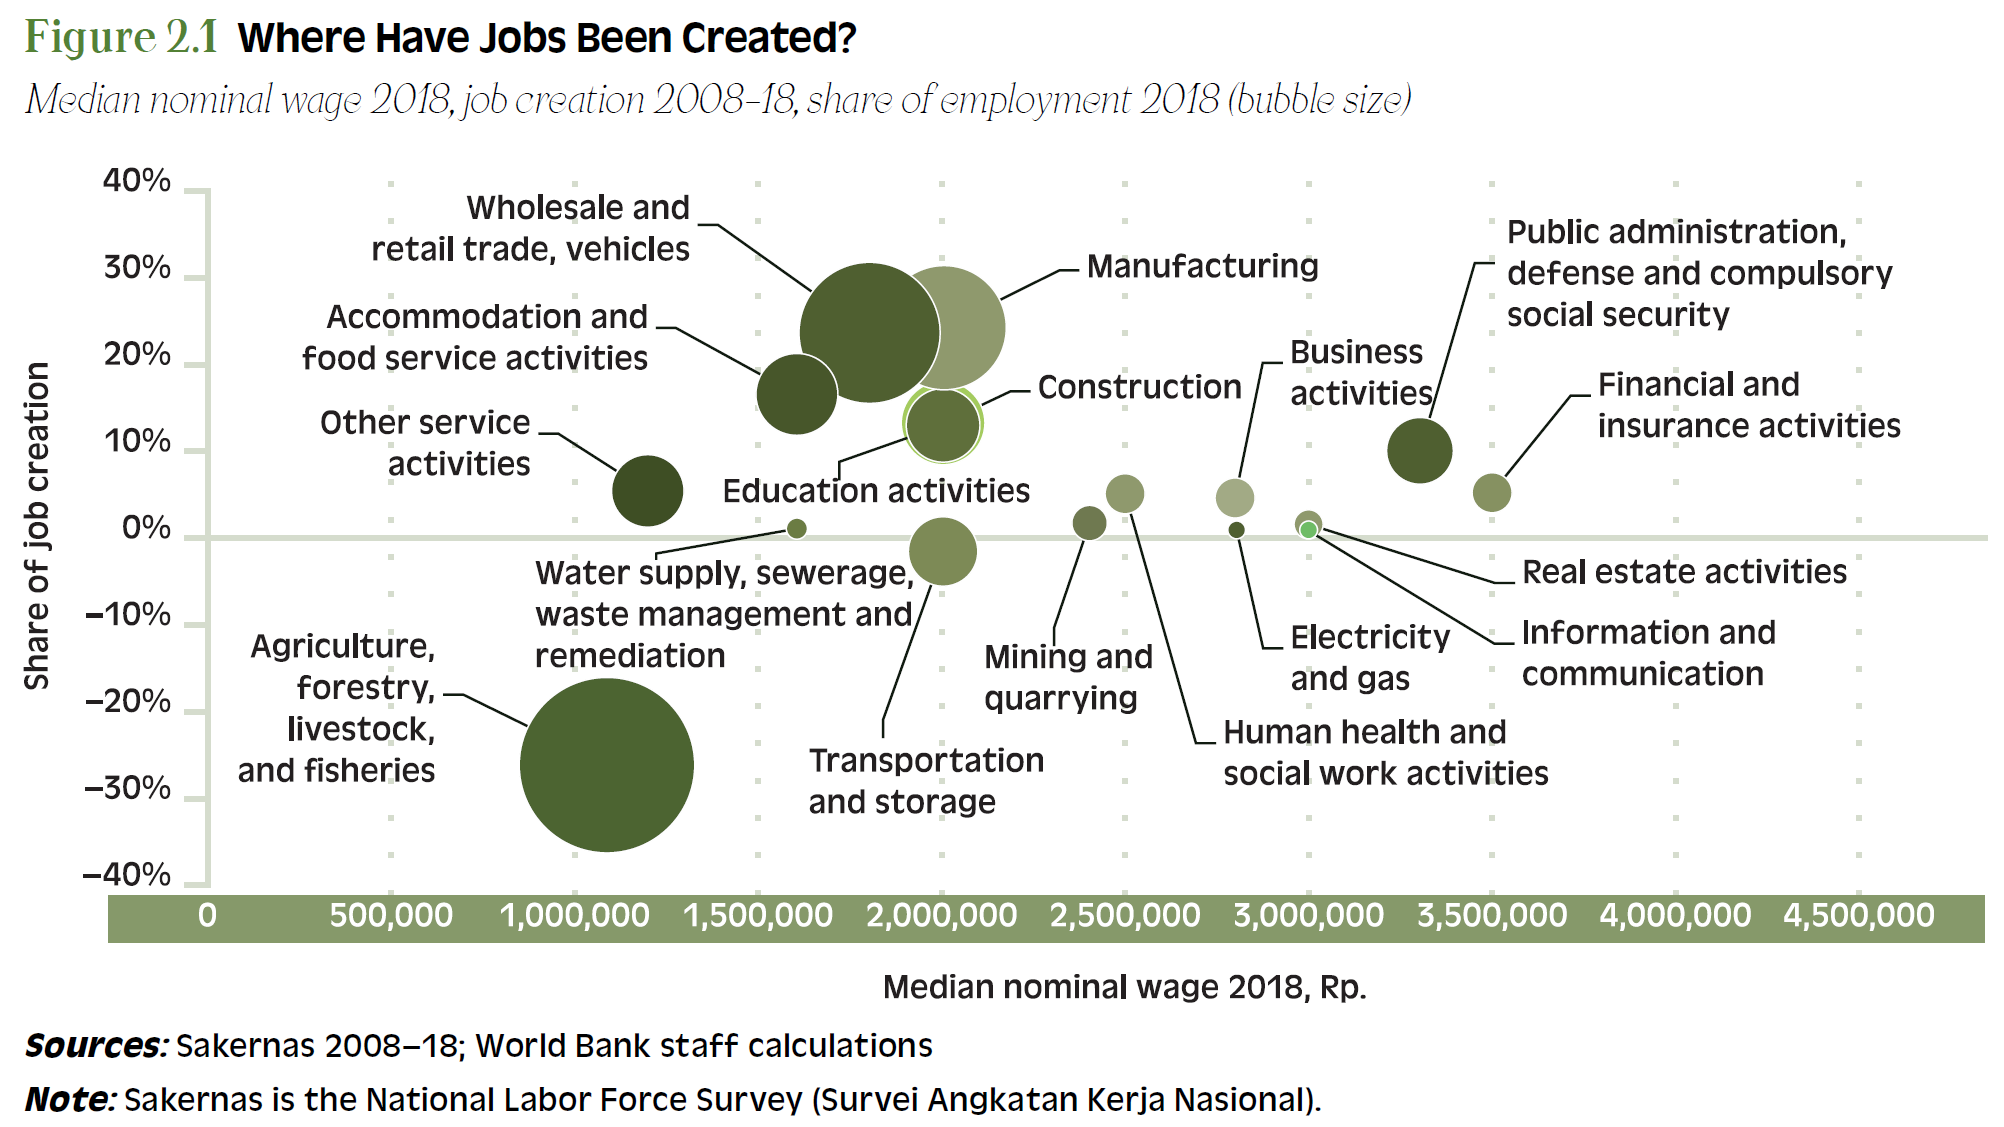 Figure 2.1 Where Have Jobs Been Created?
Median nominal wage 2018, job creation 2008–18, share of employment 2018 (bubble size)
Share of job creation
40%
30%
20%
10%
0%
–10%
–20%
–30%
–40%
Wholesale and
retail trade, vehicles
Manufacturing
Public administration,
defense and compulsory
social security
Accommodation and
food service activities
Business
activities
Construction
Financial and
insurance activities
Other service
activities
Education activities
Water supply, sewerage,
waste management and
remediation
Real estate activities
Agriculture,
forestry,
livestock,
and fisheries
Mining and
quarrying
Electricity
and gas
Information and
communication
Transportation
and storage
Human health and
social work activities
0 500,000 1,000,000 1,500,000 2,000,000 2,500,000 3,000,000 3,500,000 4,000,000 4,500,000
Median nominal wage 2018, Rp.
Sources: Sakernas 2008–18; World Bank staff calculations
Note: Sakernas is the National Labor Force Survey (Survei Angkatan Kerja Nasional).